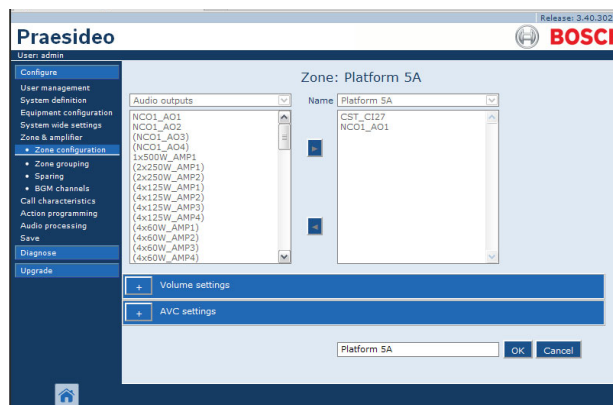 Release: 3.40.302
Praesideo
BOSCH
User: admin
Configure
User management
System definition
Equipment configuration
System wide settings
Zone & amplifier
• Zone configuration
• Zone grouping
• Sparing
• BGM channels
Call characteristics
Action programming
Audio processing
Save
Diagnose
Upgrade
Zone: Platform 5A
Audio outputs
NCO1_AO1
NCO1_AO2
(NCO1_AO3)
(NCO1_AO4)
1x500W_AMP1
(2x250W_AMP1)
(2x250W_AMP2)
(4x125W_AMP1)
(4x125W_AMP2)
(4x125W_AMP3)
(4x125W_AMP4)
(4x60W_AMP1)
(4x60W_AMP2)
(4x60W_AMP3)
(4x60W_AMP4)
Name Platform 5A
CST_CI27
NCO1_AO1
+ Volume settings
+ AVC settings
Platform 5A OK Cancel